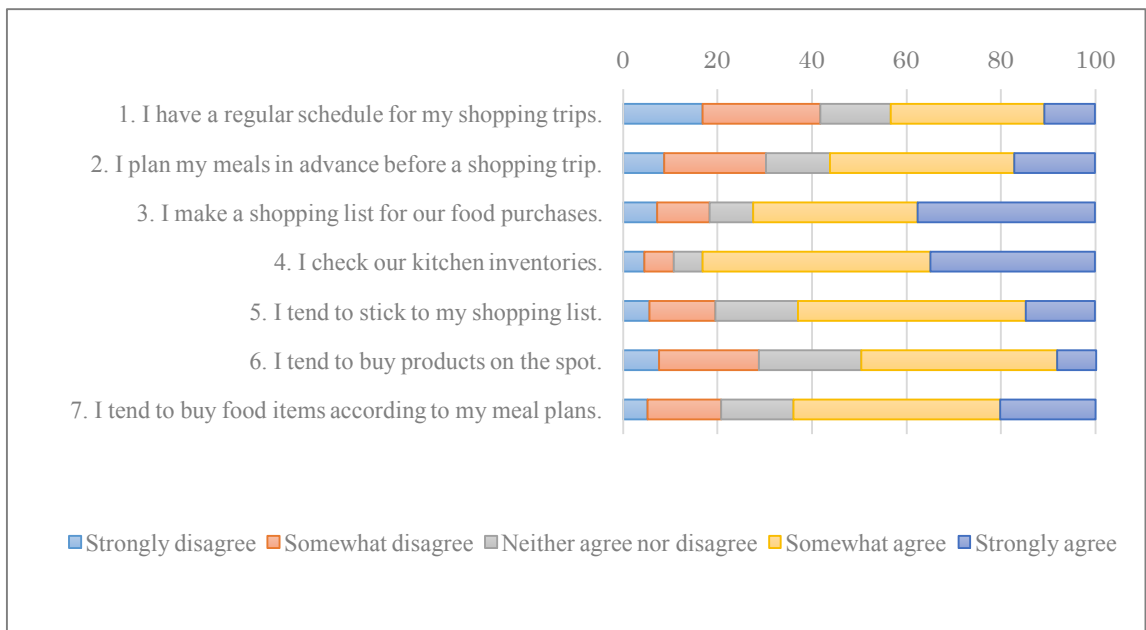 0 20 40 60 80 100
1. I have a regular schedule for my shopping trips.
2. I plan my meals in advance before a shopping trip.
3. I make a shopping list for our food purchases.
4. I check our kitchen inventories.
5. I tend to stick to my shopping list.
6. I tend to buy products on the spot.
7. I tend to buy food items according to my meal plans.
Strongly disagree Somewhat disagree Neither agree nor disagree Somewhat agree Strongly agree